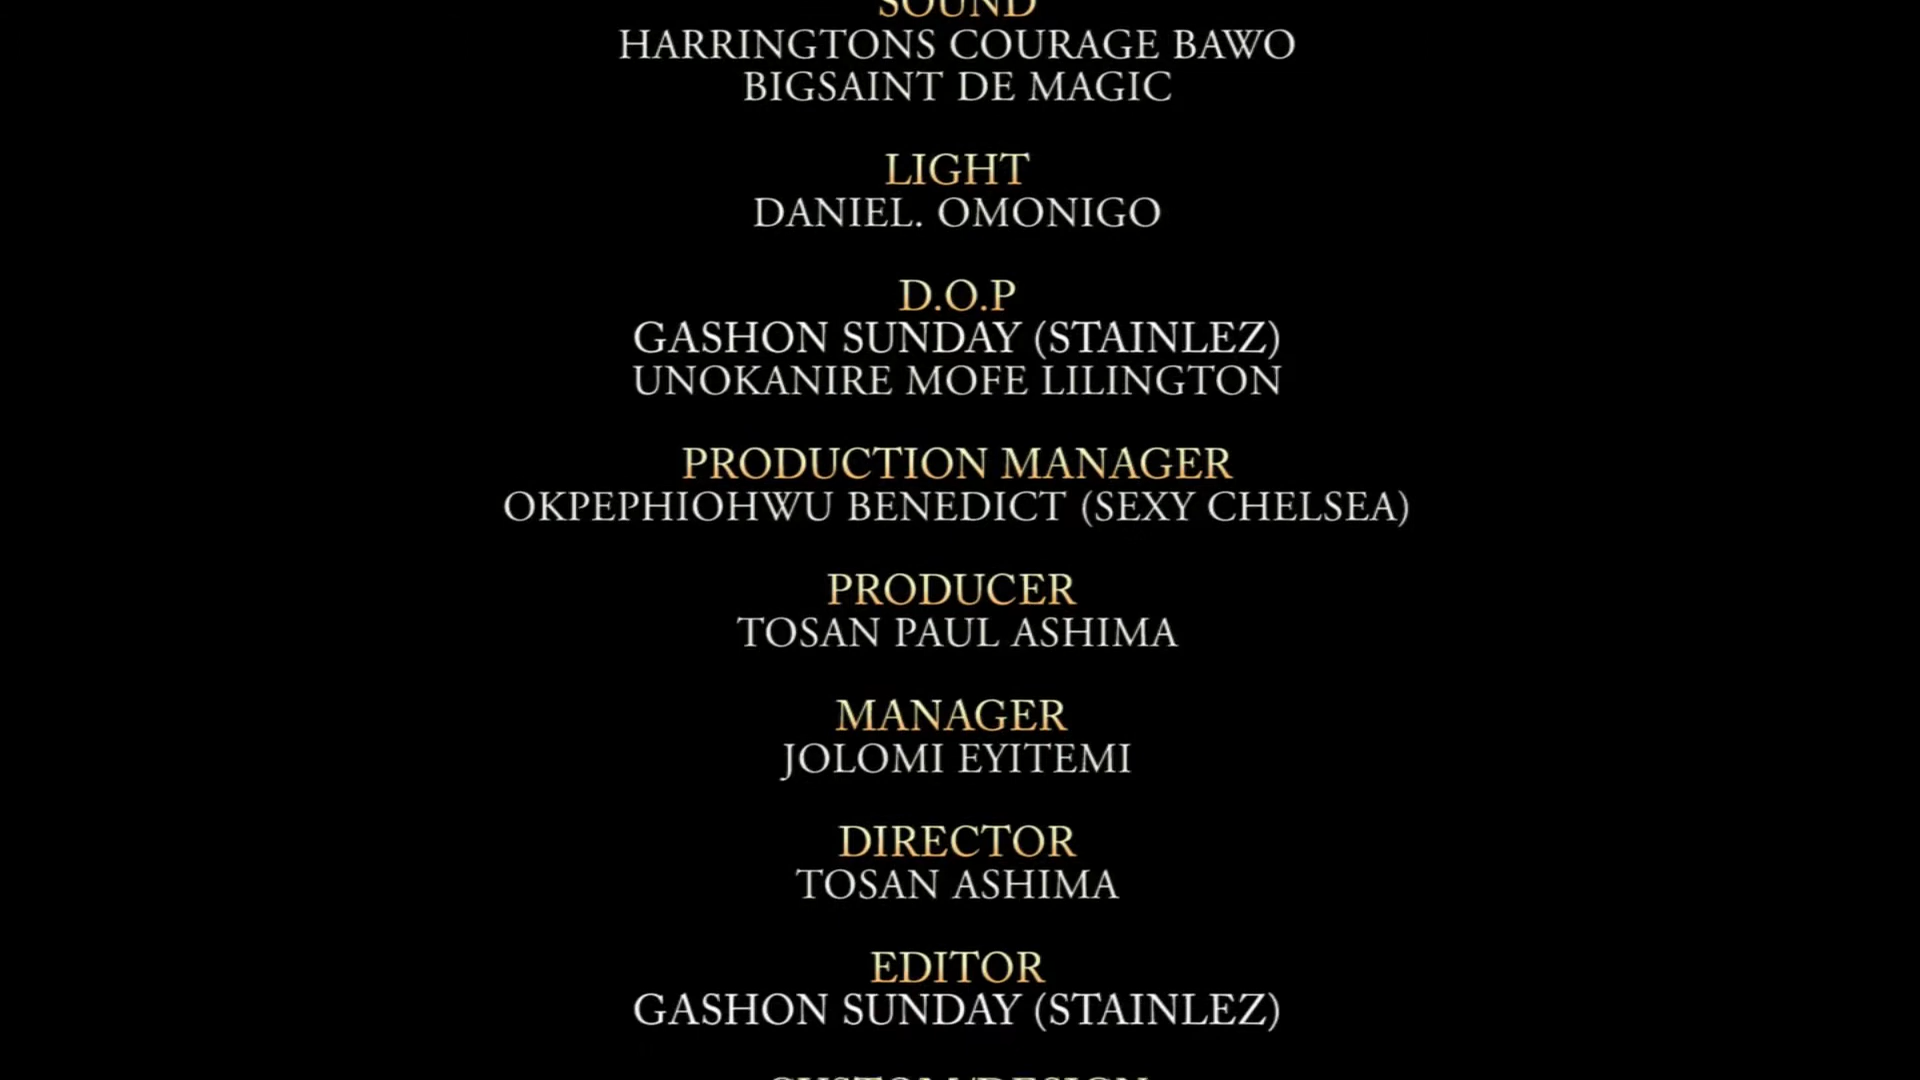 SOUND
HARRINGTONS COURAGE BAWO
BIGSAINT DE MAGIC
LIGHT
DANIEL. OMONIGO
D.O.P
GASHON SUNDAY (STAINLEZ)
UNOKANIRE MOFE LILINGTON
PRODUCTION MANAGER
OKPEPHIOHWU BENEDICT (SEXY CHELSEA)
PRODUCER
TOSAN PAUL ASHIMA
MANAGER
JOLOMI EYITEMI
DIRECTOR
TOSAN ASHIMA
EDITOR
GASHON SUNDAY (STAINLEZ)